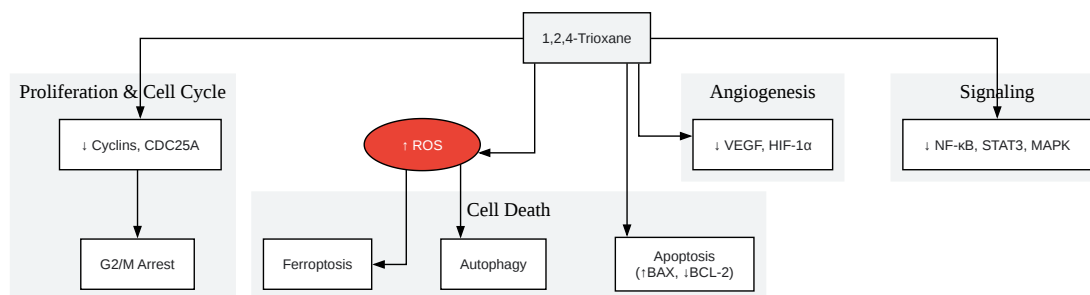 1,2,4-Trioxane
Proliferation & Cell Cycle
Angiogenesis
Signaling
↓ Cyclins, CDC25A
↑ ROS
↓ VEGF, HIF-1α
↓ NF-κB, STAT3, MAPK
Cell Death
G2/M Arrest
Ferroptosis
Autophagy
Apoptosis
(↑BAX, ↓BCL-2)